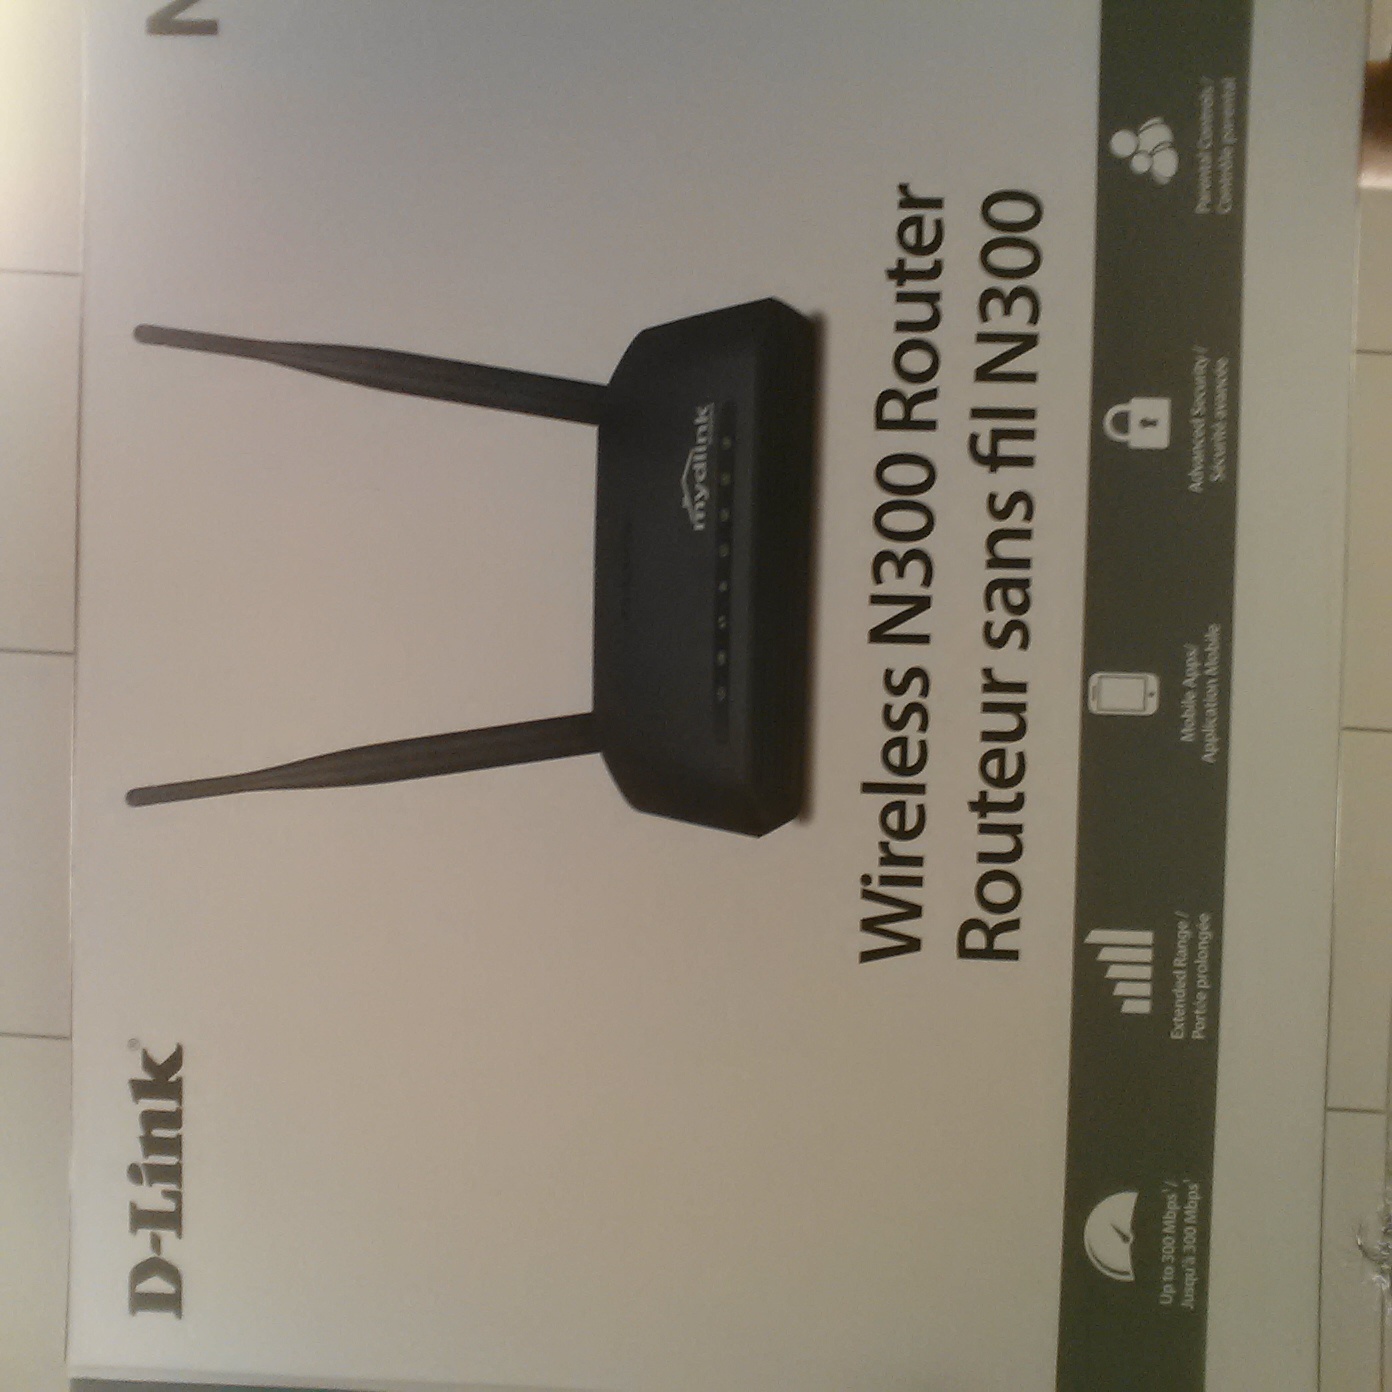 D-Link®
mydlink
Wireless N300 Router
Routeur sans fil N300
Up to 300 Mbps¹/
Jusqu'à 300 Mbps¹
Extended Range/
Portée prolongée
Mobile Apps/
Application Mobile
Advanced Security/
Sécurité avancée
Parental Controls/
Contrôle parental